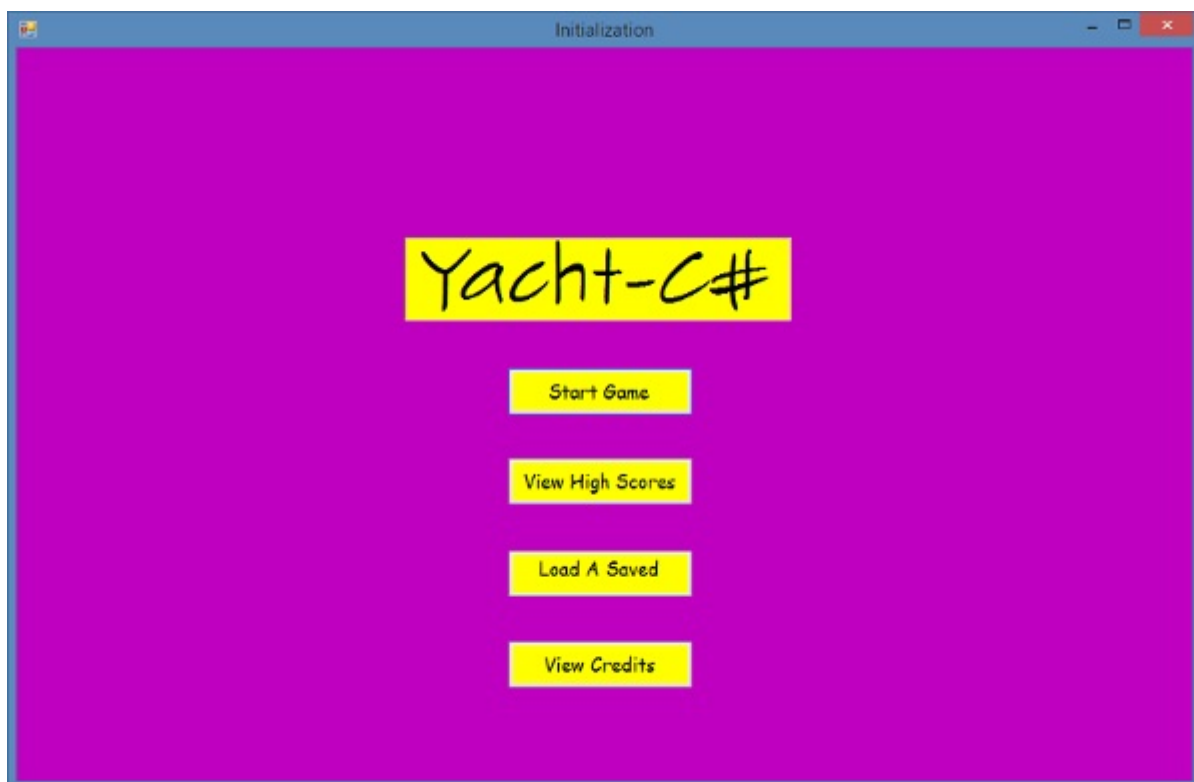 Initialization
Yacht-C#
Start Game
View High Scores
Load A Saved
View Credits